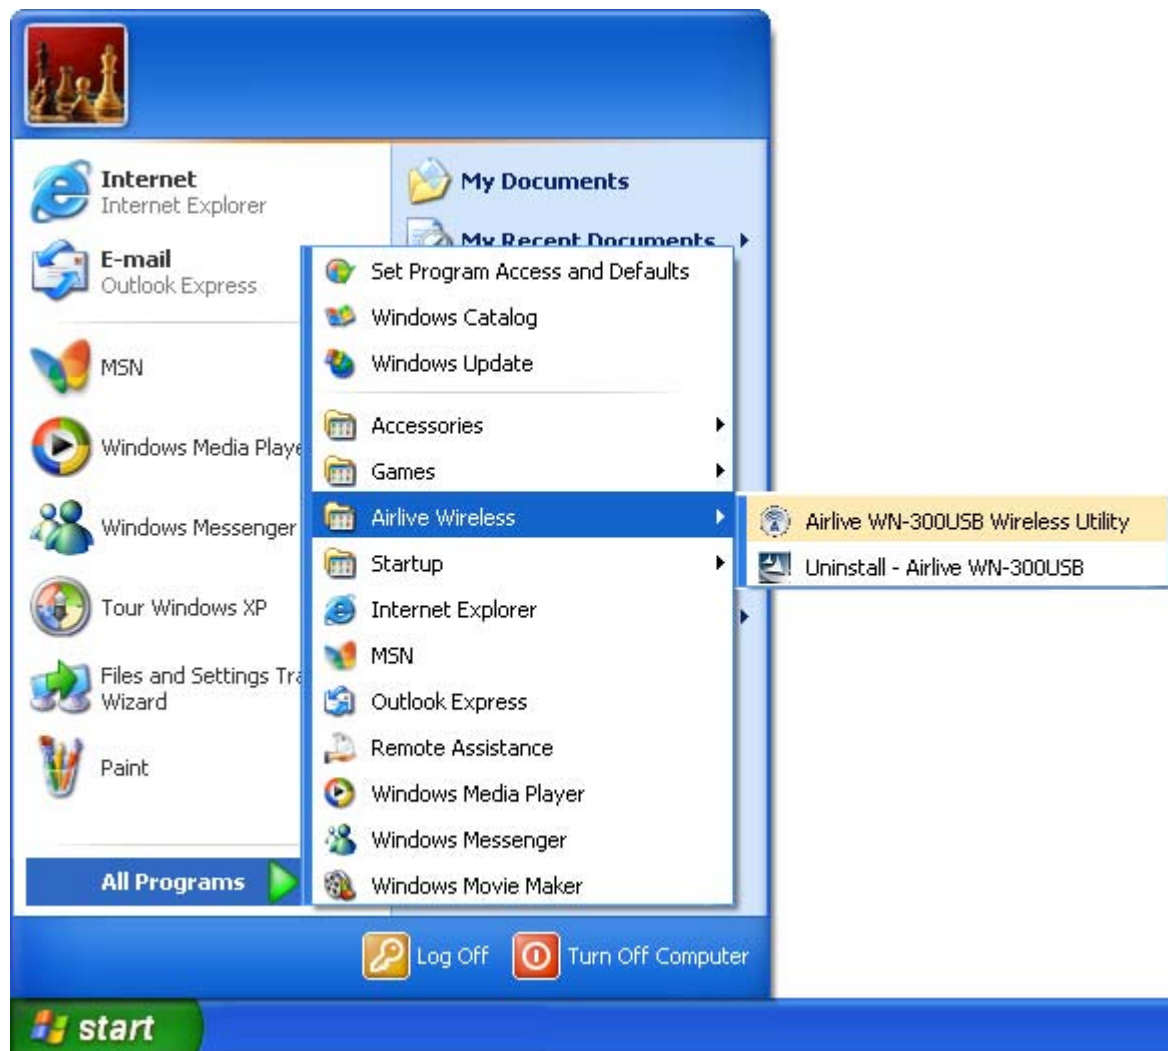 Internet
Internet Explorer
E-mail
Outlook Express
MSN
Windows Media Playe
Windows Messenger
Tour Windows XP
Files and Settings Tra
Wizard
Paint
All Programs
My Documents
My Recent Documents
Set Program Access and Defaults
Windows Catalog
Windows Update
Accessories
Games
Airlive Wireless
Startup
Internet Explorer
MSN
Outlook Express
Remote Assistance
Windows Media Player
Windows Messenger
Windows Movie Maker
Airlive WN-300USB Wireless Utility
Uninstall - Airlive WN-300USB
Log Off
Turn Off Computer
start